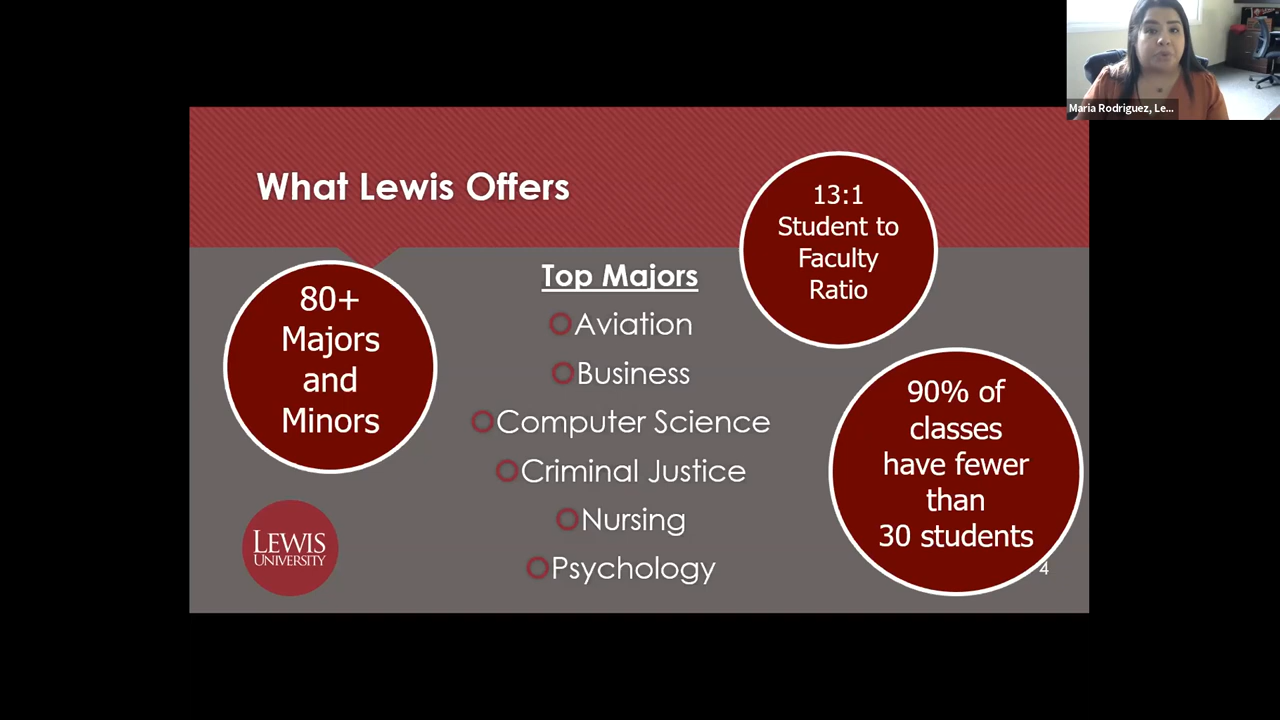 Maria Rodriguez, Le...
What Lewis Offers
13:1
Student to
Faculty
Ratio
80+
Majors
and
Minors
Top Majors
Aviation
Business
Computer Science
Criminal Justice
Nursing
Psychology
90% of
classes
have fewer
than
30 students
LEWIS
UNIVERSITY
4